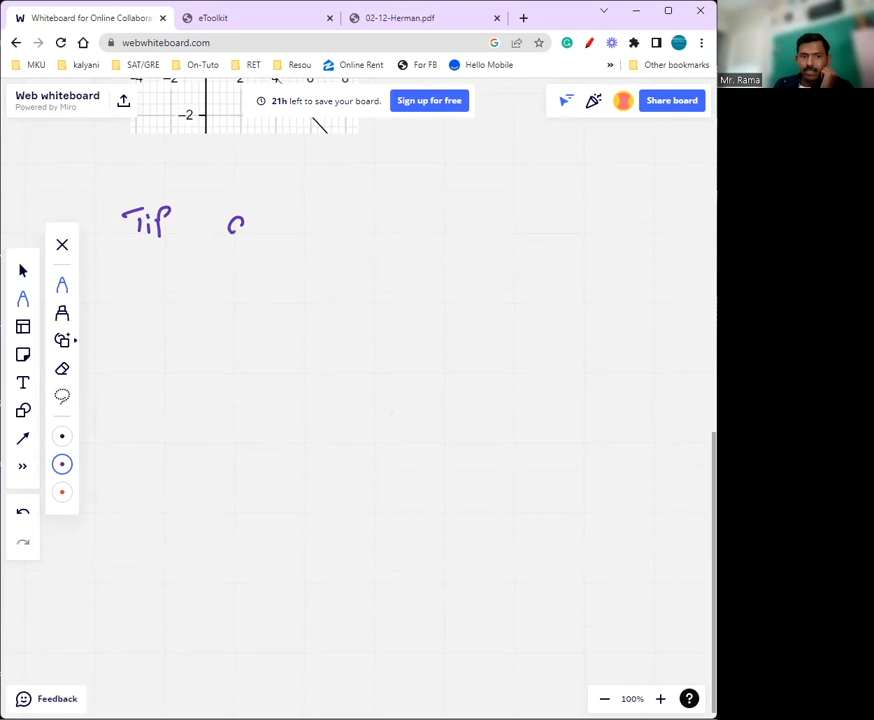 Whiteboard for Online Collabora
eToolkit
02-12-Herman.pdf
webwhiteboard.com
MKU
kalyani
SAT/GRE
On-Tuto
RET
Resou
Online Rent
For FB
Hello Mobile
Other bookmarks
Mr. Rama
Web whiteboard
Powered by Miro
21h left to save your board.
Sign up for free
Share board
-4 -2 2 4 6 8
−2
Tip
Feedback
100%